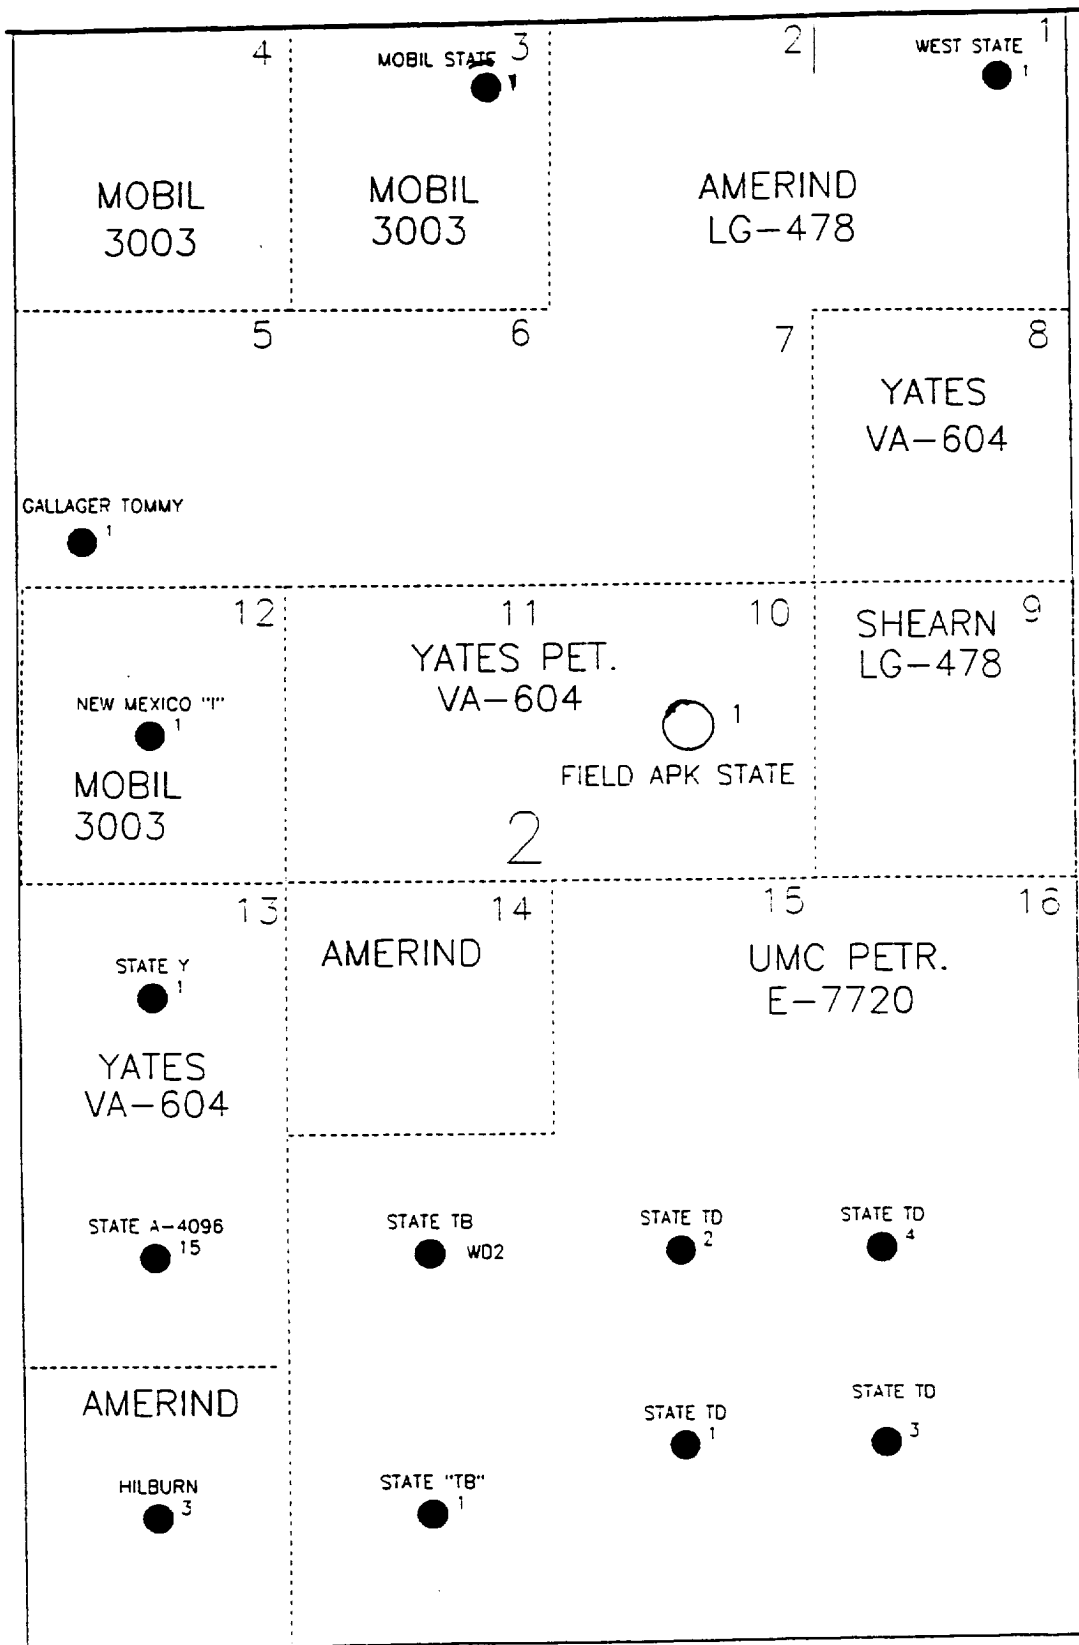 4
3
2
1
MOBIL STATE
1
WEST STATE
1
MOBIL
3003
MOBIL
3003
AMERIND
LG-478
5
6
7
8
YATES
VA-604
GALLAGER TOMMY
1
12
11
10
9
YATES PET.
VA-604
SHEARN
LG-478
NEW MEXICO "I"
1
MOBIL
3003
1
FIELD APK STATE
2
13
14
15
16
STATE Y
1
AMERIND
UMC PETR.
E-7720
YATES
VA-604
STATE A-4096
15
STATE TB
WD2
STATE TD
2
STATE TD
4
AMERIND
STATE TD
1
STATE TD
3
HILBURN
3
STATE "TB"
1